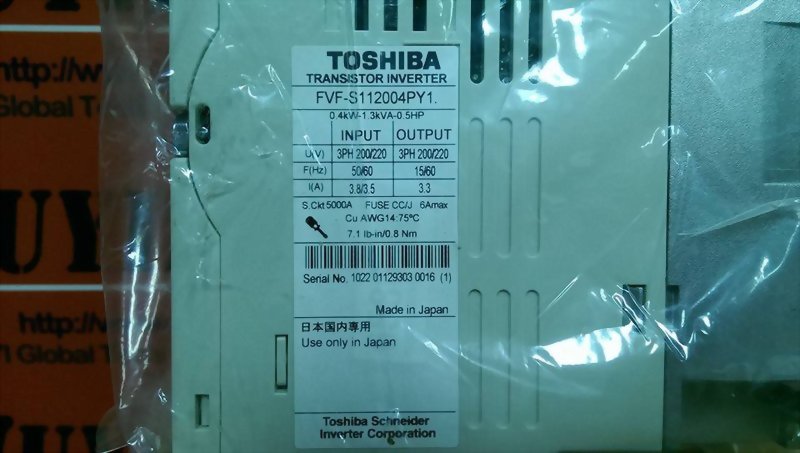 TOSHIBA
TRANSISTOR INVERTER
FVF-S112004PY1.
0.4kW-1.3kVA-0.5HP
INPUT OUTPUT
U(V) 3PH 200/220 3PH 200/220
F(Hz) 50/60 15/60
I(A) 3.8/3.5 3.3
S.Ckt 5000A FUSE CC/J 6Amax
Cu AWG14 75ºC
7.1 lb-in/0.8 Nm
Serial No. 1022 01129303 0016 (1)
Made in Japan
日本国内専用
Use only in Japan
Toshiba Schneider
Inverter Corporation
http://w
Global T
UY
http://w
I Global T
UY